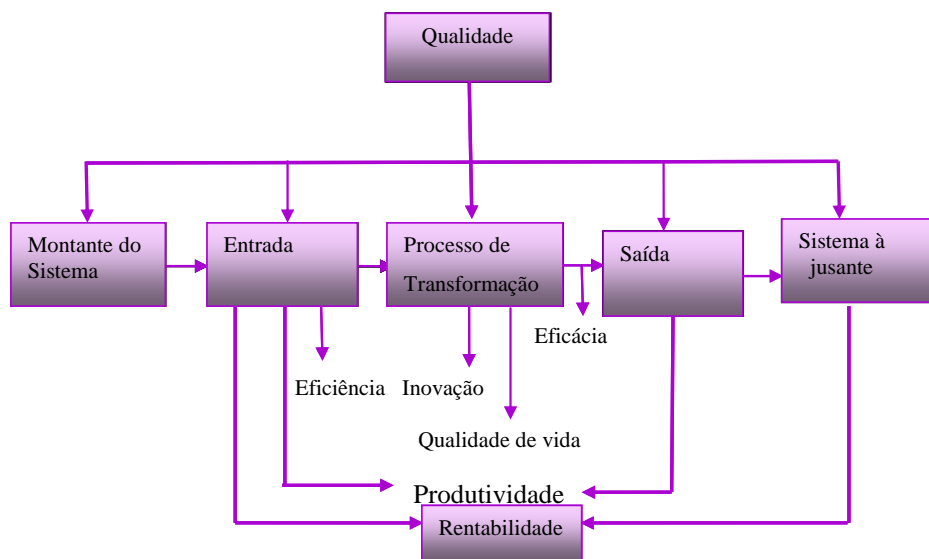 Qualidade
Montante do
Sistema
Entrada
Processo de
Transformação
Saída
Sistema à
jusante
Eficácia
Eficiência
Inovação
Qualidade de vida
Produtividade
Rentabilidade